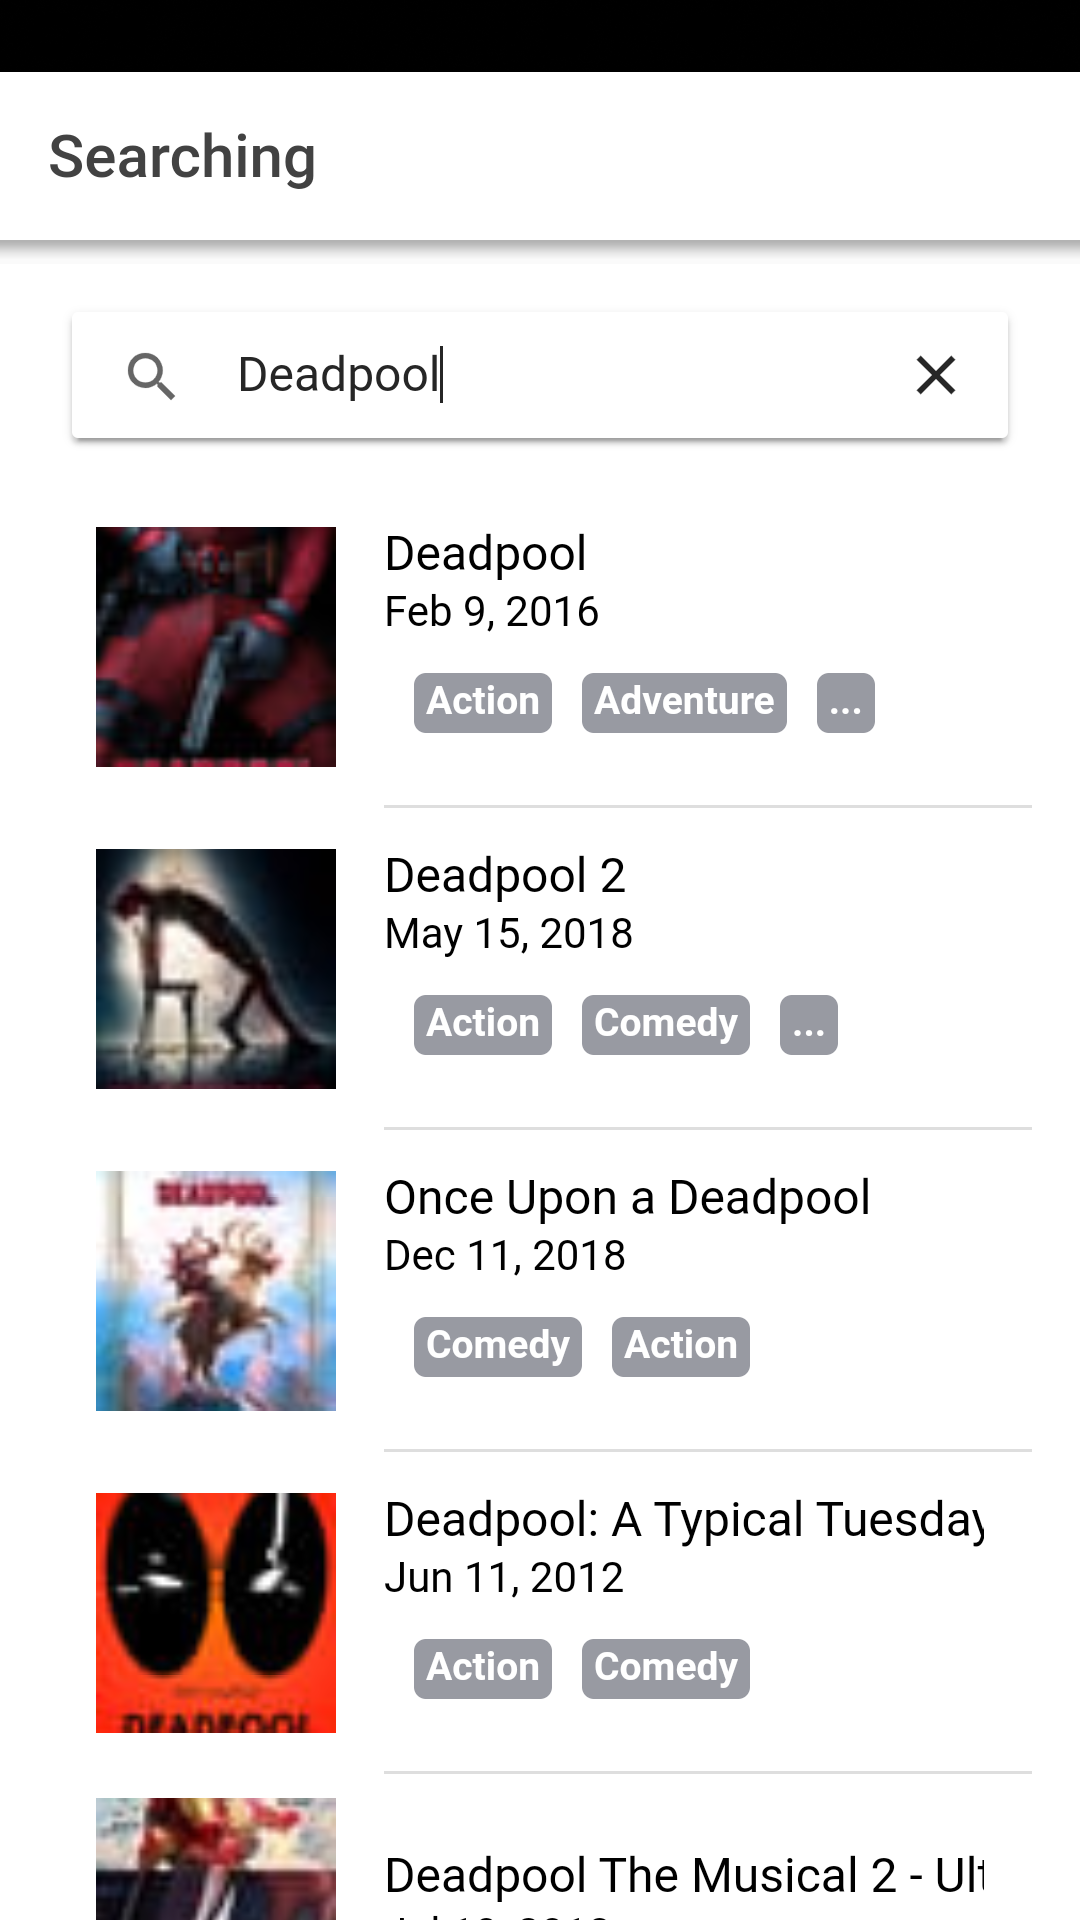 Searching
Deadpool
Deadpool
Feb 9, 2016
Action Adventure ...
Deadpool 2
May 15, 2018
Action Comedy ...
DEADPOOL
Once Upon a Deadpool
Dec 11, 2018
Comedy Action
Deadpool: A Typical Tuesday
Jun 11, 2012
Action Comedy
DEADPOOL
Deadpool The Musical 2 - Ult